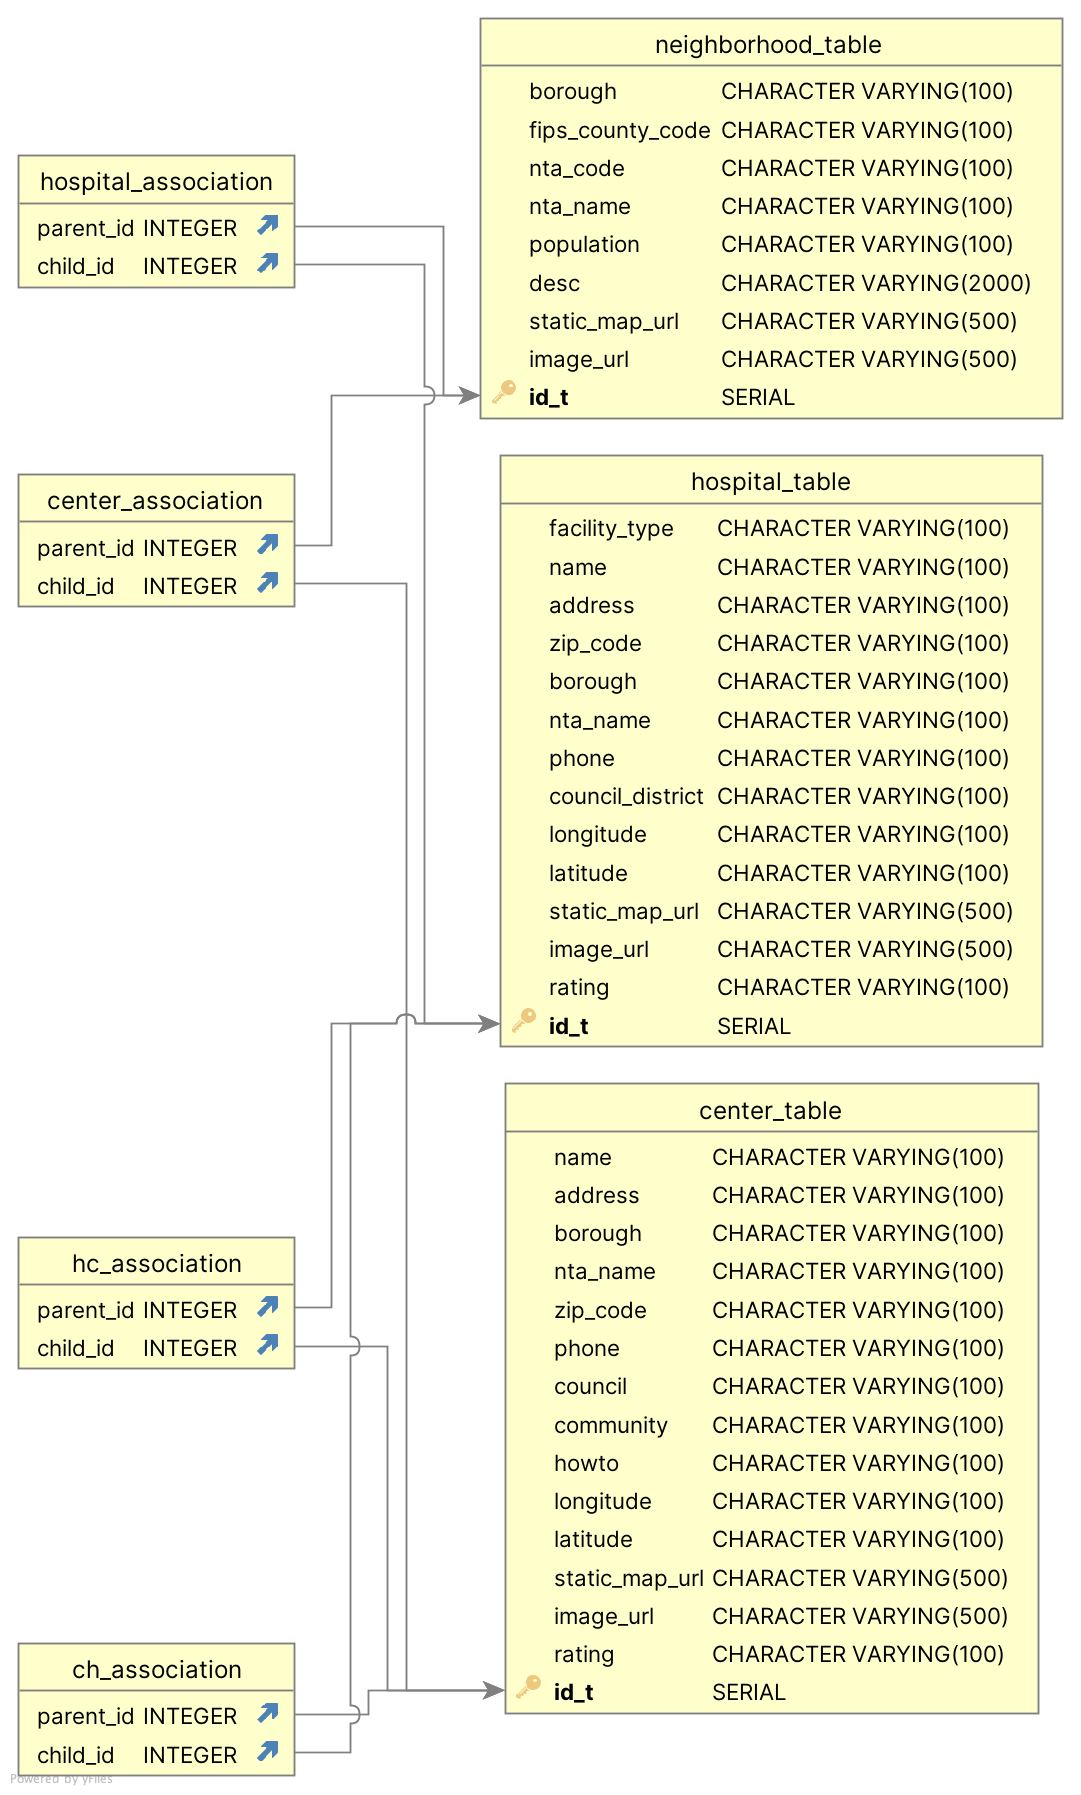 neighborhood_table
borough CHARACTER VARYING(100)
fips_county_code CHARACTER VARYING(100)
nta_code CHARACTER VARYING(100)
nta_name CHARACTER VARYING(100)
population CHARACTER VARYING(100)
desc CHARACTER VARYING(2000)
static_map_url CHARACTER VARYING(500)
image_url CHARACTER VARYING(500)
id_t SERIAL
hospital_association
parent_id INTEGER
child_id INTEGER
center_association
parent_id INTEGER
child_id INTEGER
hospital_table
facility_type CHARACTER VARYING(100)
name CHARACTER VARYING(100)
address CHARACTER VARYING(100)
zip_code CHARACTER VARYING(100)
borough CHARACTER VARYING(100)
nta_name CHARACTER VARYING(100)
phone CHARACTER VARYING(100)
council_district CHARACTER VARYING(100)
longitude CHARACTER VARYING(100)
latitude CHARACTER VARYING(100)
static_map_url CHARACTER VARYING(500)
image_url CHARACTER VARYING(500)
rating CHARACTER VARYING(100)
id_t SERIAL
center_table
name CHARACTER VARYING(100)
address CHARACTER VARYING(100)
borough CHARACTER VARYING(100)
nta_name CHARACTER VARYING(100)
zip_code CHARACTER VARYING(100)
phone CHARACTER VARYING(100)
council CHARACTER VARYING(100)
community CHARACTER VARYING(100)
howto CHARACTER VARYING(100)
longitude CHARACTER VARYING(100)
latitude CHARACTER VARYING(100)
static_map_url CHARACTER VARYING(500)
image_url CHARACTER VARYING(500)
rating CHARACTER VARYING(100)
id_t SERIAL
hc_association
parent_id INTEGER
child_id INTEGER
ch_association
parent_id INTEGER
child_id INTEGER
Powered by yFiles